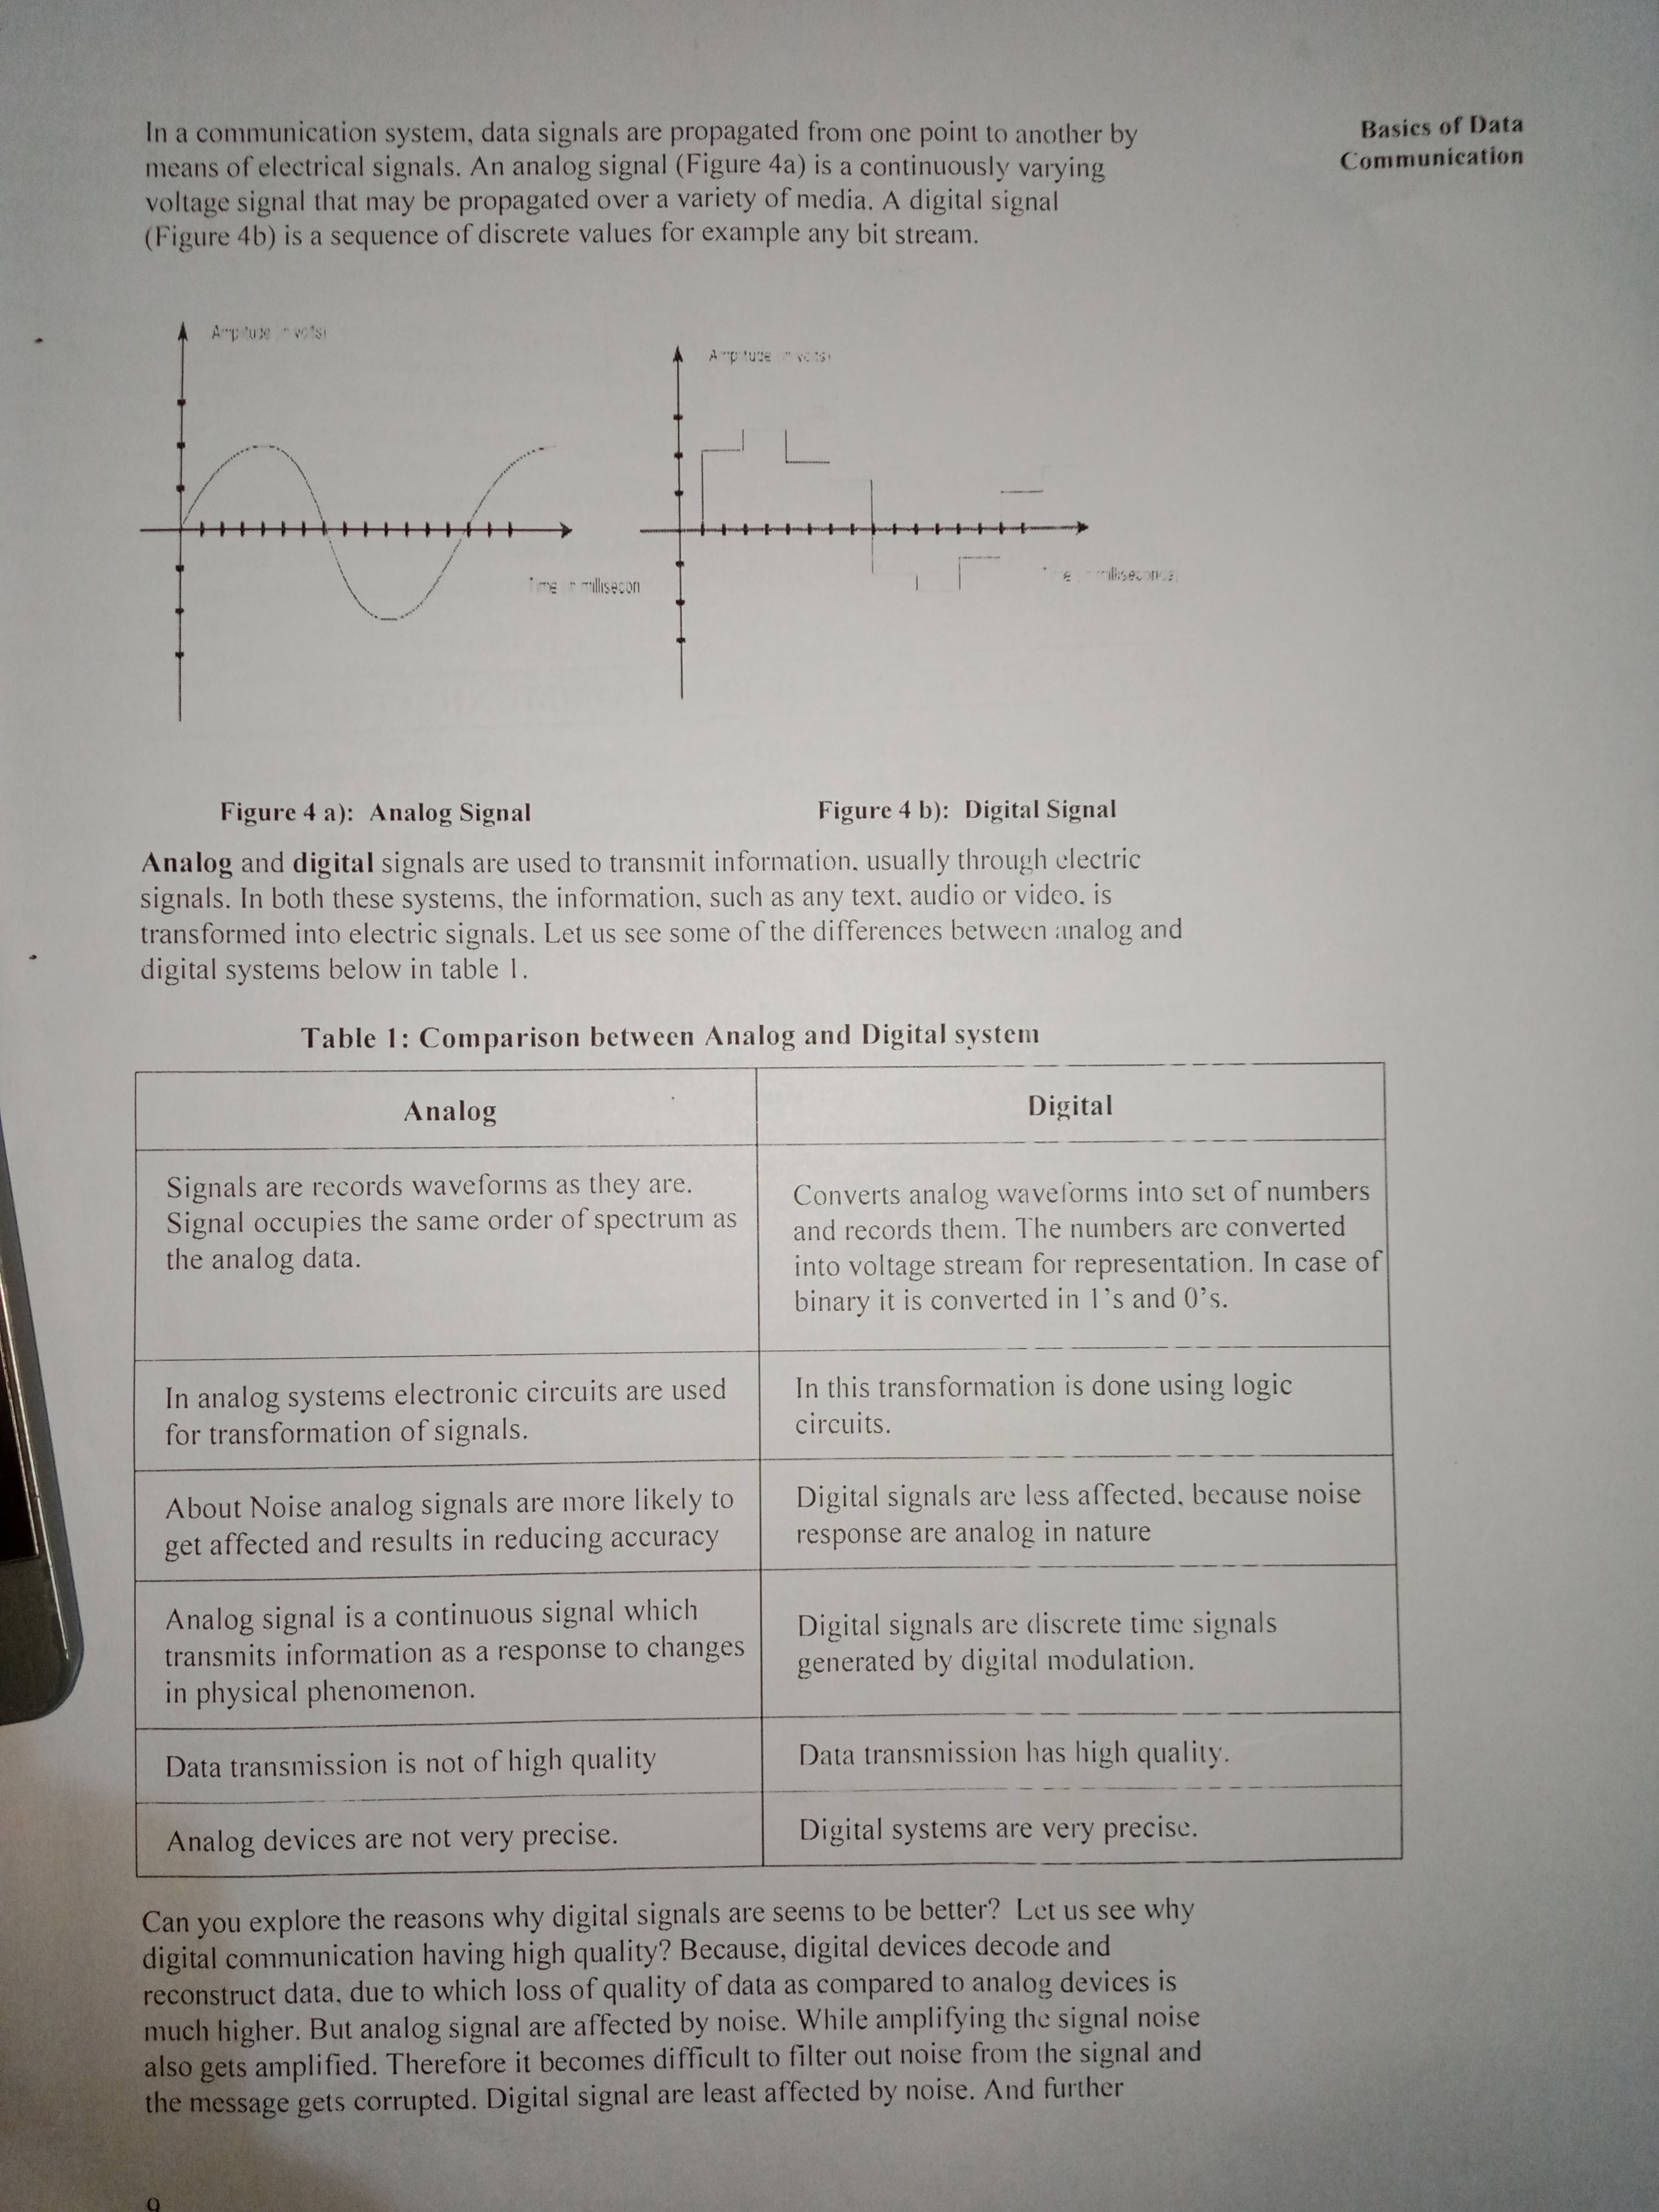 Basics of Data
Communication
In a communication system, data signals are propagated from one point to another by
means of electrical signals. An analog signal (Figure 4a) is a continuously varying
voltage signal that may be propagated over a variety of media. A digital signal
(Figure 4b) is a sequence of discrete values for example any bit stream.
Figure 4 a): Analog Signal
Figure 4 b): Digital Signal
Analog and digital signals are used to transmit information, usually through electric
signals. In both these systems, the information, such as any text, audio or video, is
transformed into electric signals. Let us see some of the differences between analog and
digital systems below in table 1.
Table 1: Comparison between Analog and Digital system
Analog
Digital
Signals are records waveforms as they are.
Signal occupies the same order of spectrum as
the analog data.
Converts analog waveforms into set of numbers
and records them. The numbers are converted
into voltage stream for representation. In case of
binary it is converted in 1's and 0's.
In analog systems electronic circuits are used
for transformation of signals.
In this transformation is done using logic
circuits.
About Noise analog signals are more likely to
get affected and results in reducing accuracy
Digital signals are less affected, because noise
response are analog in nature
Analog signal is a continuous signal which
transmits information as a response to changes
in physical phenomenon.
Digital signals are discrete time signals
generated by digital modulation.
Data transmission is not of high quality
Data transmission has high quality.
Analog devices are not very precise.
Digital systems are very precise.
Can you explore the reasons why digital signals are seems to be better? Let us see why
digital communication having high quality? Because, digital devices decode and
reconstruct data, due to which loss of quality of data as compared to analog devices is
much higher. But analog signal are affected by noise. While amplifying the signal noise
also gets amplified. Therefore it becomes difficult to filter out noise from the signal and
the message gets corrupted. Digital signal are least affected by noise. And further